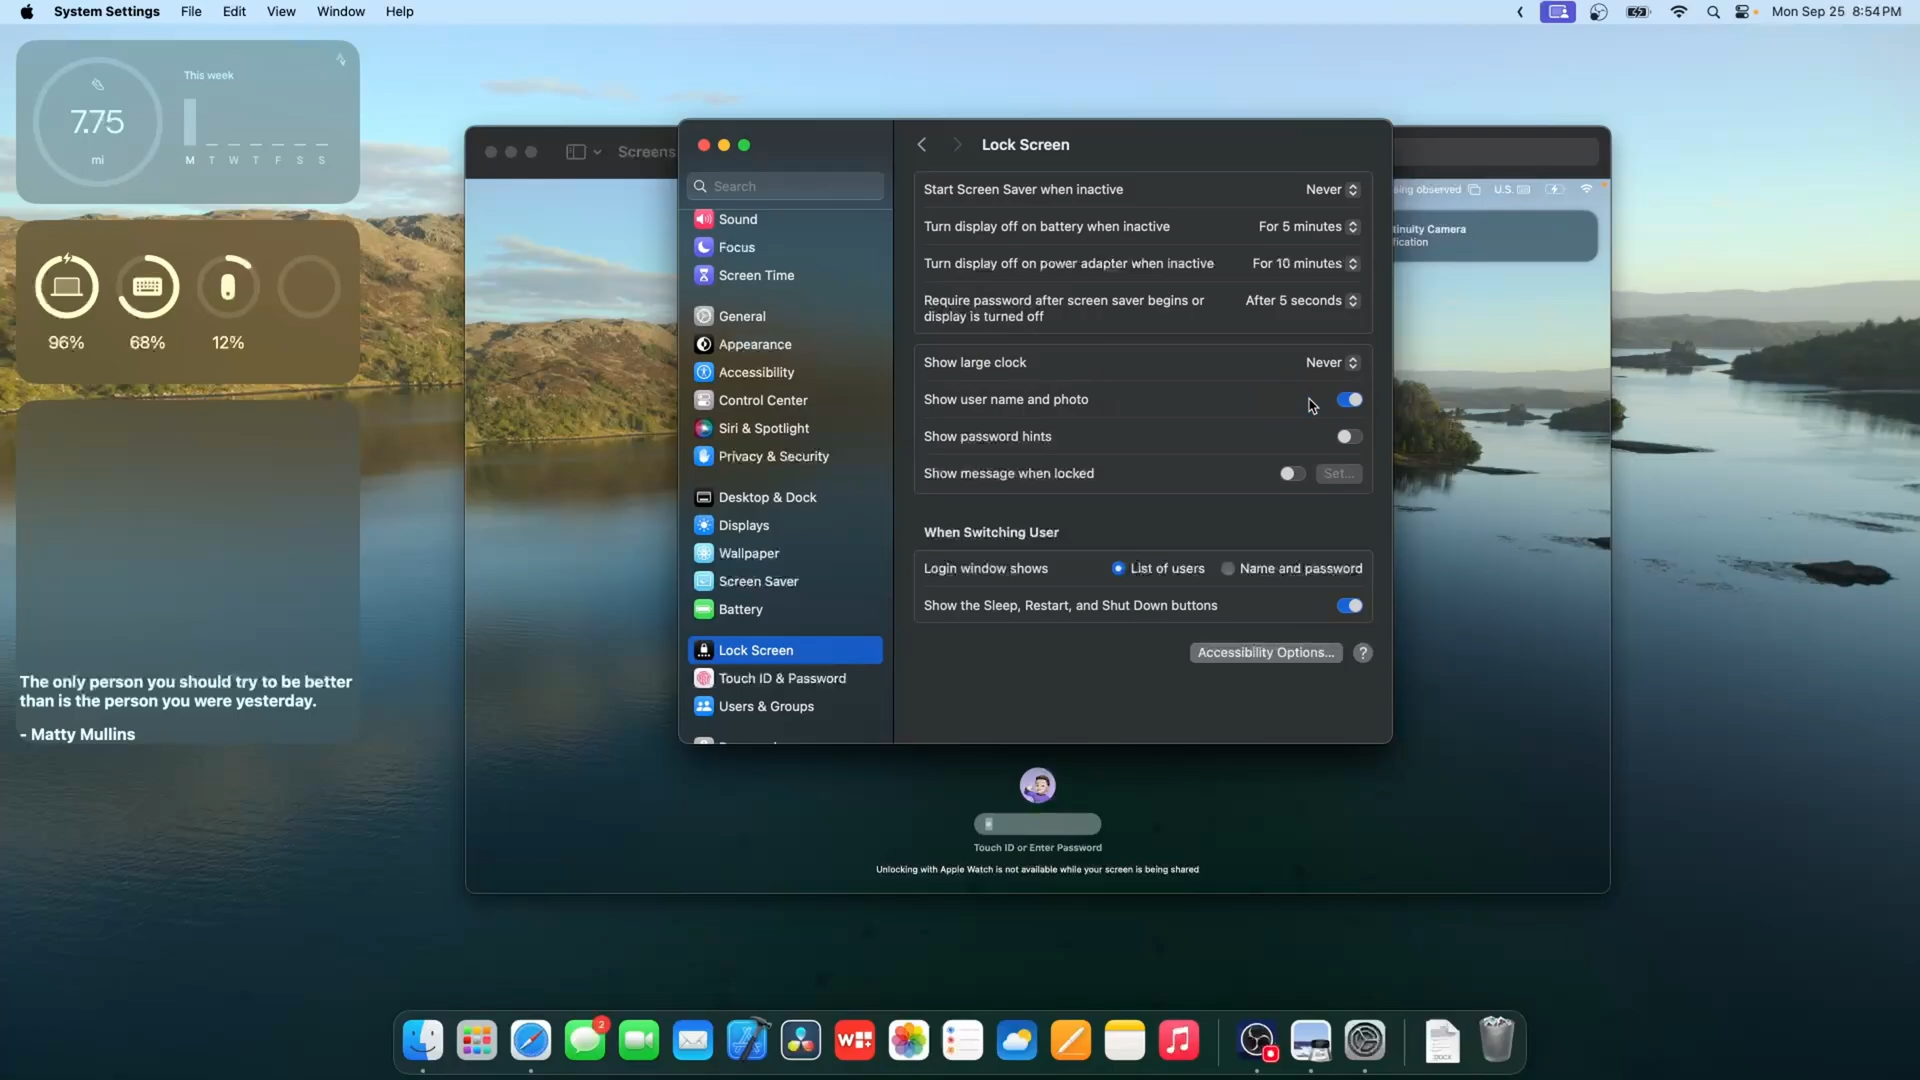 System Settings File Edit View Window Help
Mon Sep 25 8:54 PM
7.75
mi
This week
M T W T F S S
96% 68% 12%
The only person you should try to be better
than is the person you were yesterday.
- Matty Mullins
Screens
Search
Sound
Focus
Screen Time
General
Appearance
Accessibility
Control Center
Siri & Spotlight
Privacy & Security
Desktop & Dock
Displays
Wallpaper
Screen Saver
Battery
Lock Screen
Touch ID & Password
Users & Groups
Lock Screen
Start Screen Saver when inactive Never
Turn display off on battery when inactive For 5 minutes
Turn display off on power adapter when inactive For 10 minutes
Require password after screen saver begins or
display is turned off
After 5 seconds
Show large clock Never
Show user name and photo
Show password hints
Show message when locked Set...
When Switching User
Login window shows List of users Name and password
Show the Sleep, Restart, and Shut Down buttons
Accessibility Options... ?
observed U.S.
Camera
Touch ID or Enter Password
Unlocking with Apple Watch is not available while your screen is being shared
2
DOCX